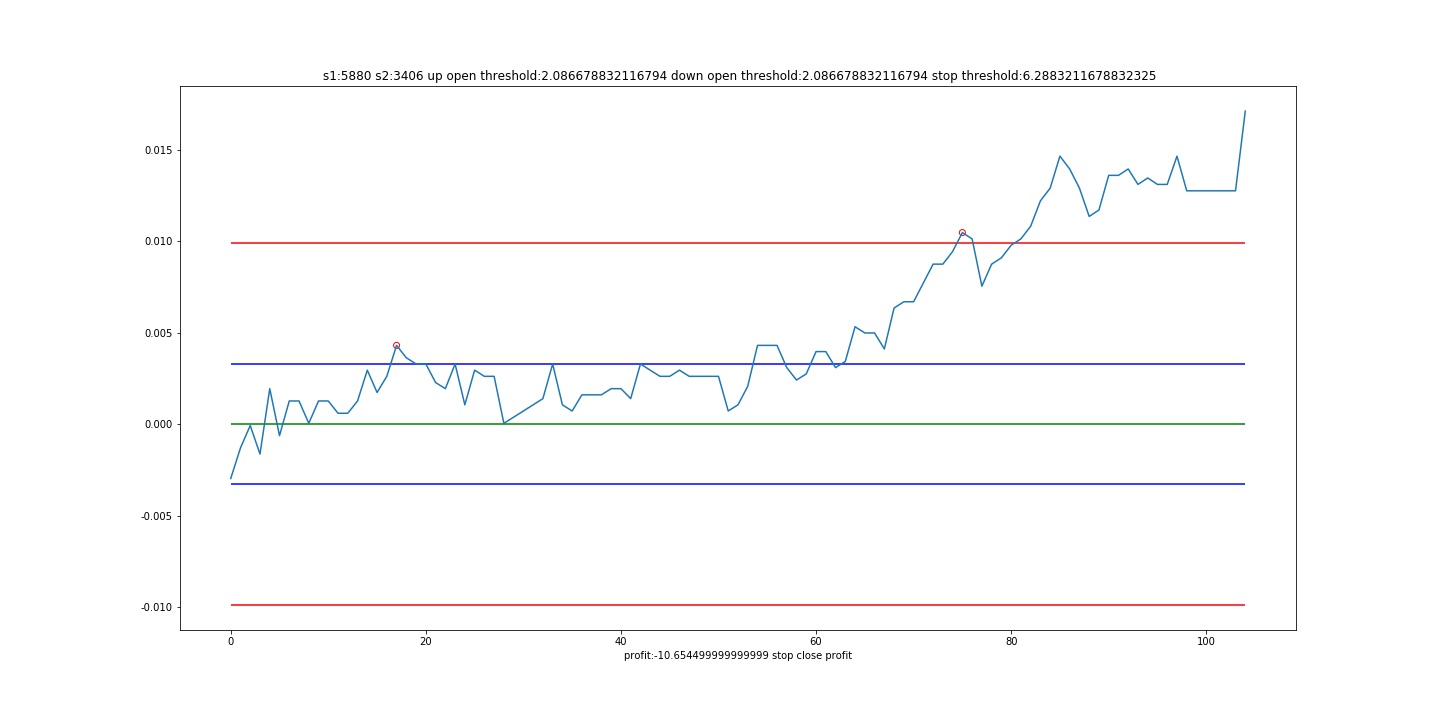 s1:5880 s2:3406 up open threshold:2.086678832116794 down open threshold:2.086678832116794 stop threshold:6.2883211678832325
0.015
0.010
0.005
0.000
-0.005
-0.010
0 20 40 60 80 100
profit:-10.654499999999999 stop close profit